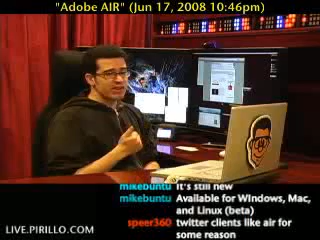 "Adobe AIR" (Jun 17, 2008 10:46pm)
mikebuntu It's still new
mikebuntu Available for WIndows, Mac,
and Linux (beta)
speer360 twitter clients like air for
some reason
LIVE.PIRILLO.COM